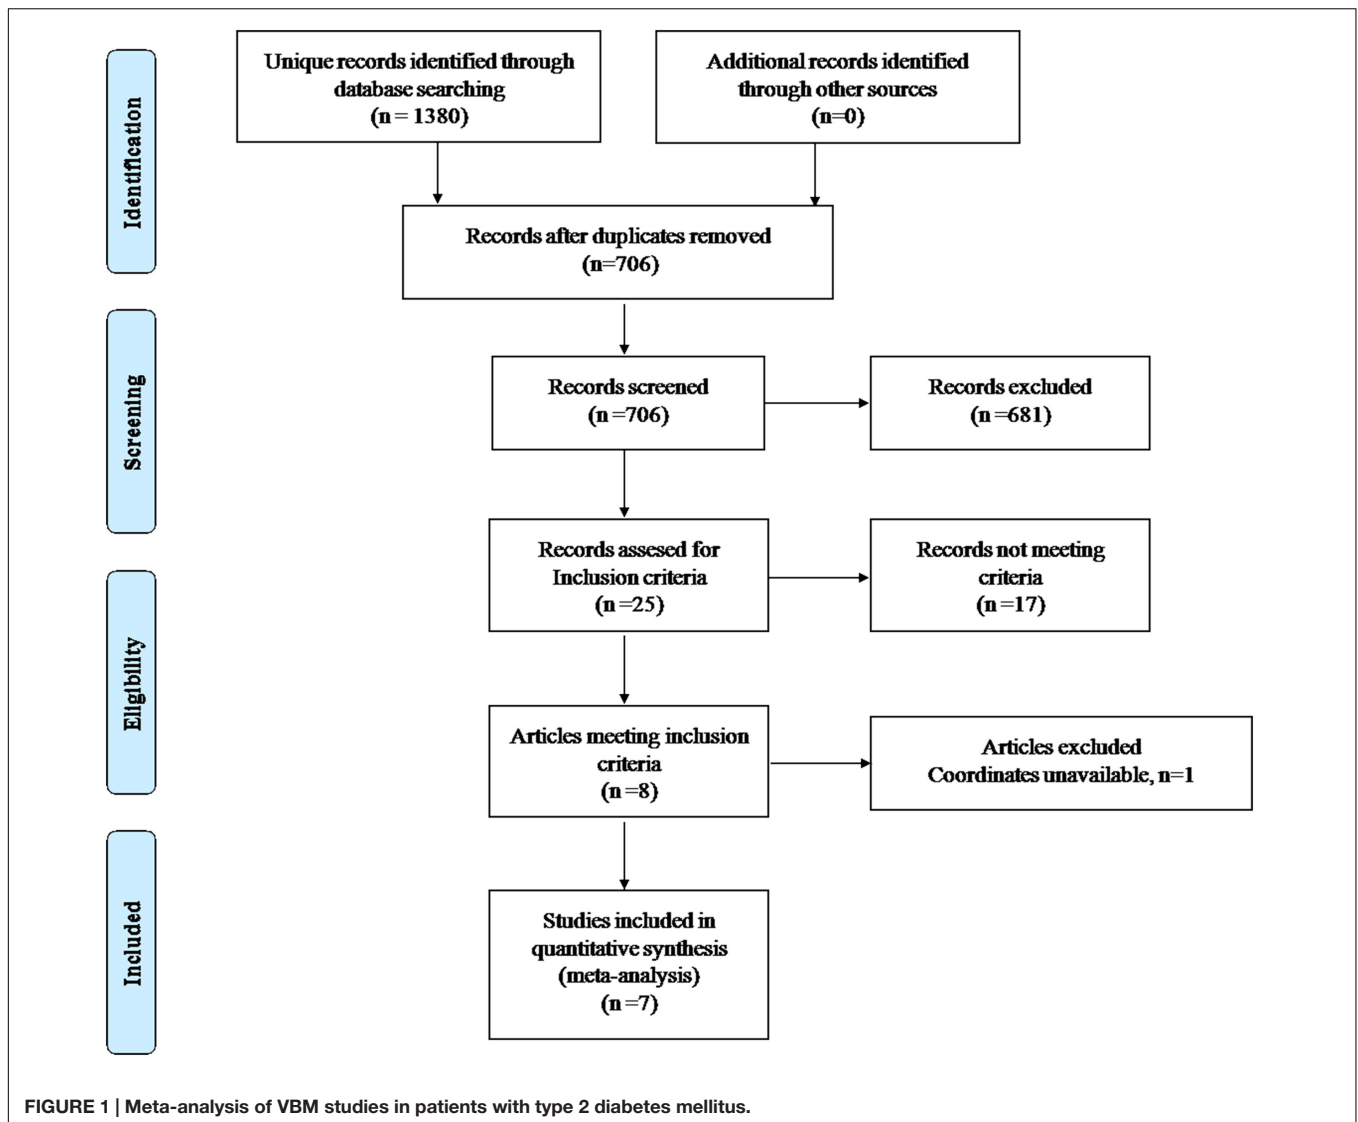 Identification
Unique records identified through
database searching
(n = 1380)
Additional records identified
through other sources
(n=0)
Records after duplicates removed
(n=706)
Screening
Records screened
(n =706)
Records excluded
(n =681)
Records assesed for
Inclusion criteria
(n =25)
Records not meeting
criteria
(n =17)
Eligibility
Articles meeting inclusion
criteria
(n =8)
Articles excluded
Coordinates unavailable, n=1
Included
Studies included in
quantitative synthesis
(meta-analysis)
(n =7)
FIGURE 1 | Meta-analysis of VBM studies in patients with type 2 diabetes mellitus.